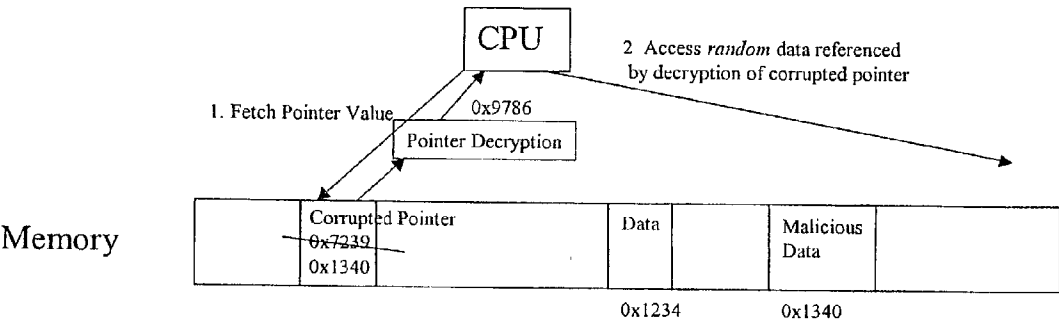 CPU
2 Access random data referenced
by decryption of corrupted pointer
1. Fetch Pointer Value
0x9786
Pointer Decryption
Memory
Corrupted Pointer
0x7239
0x1340
Data
Malicious
Data
0x1234
0x1340